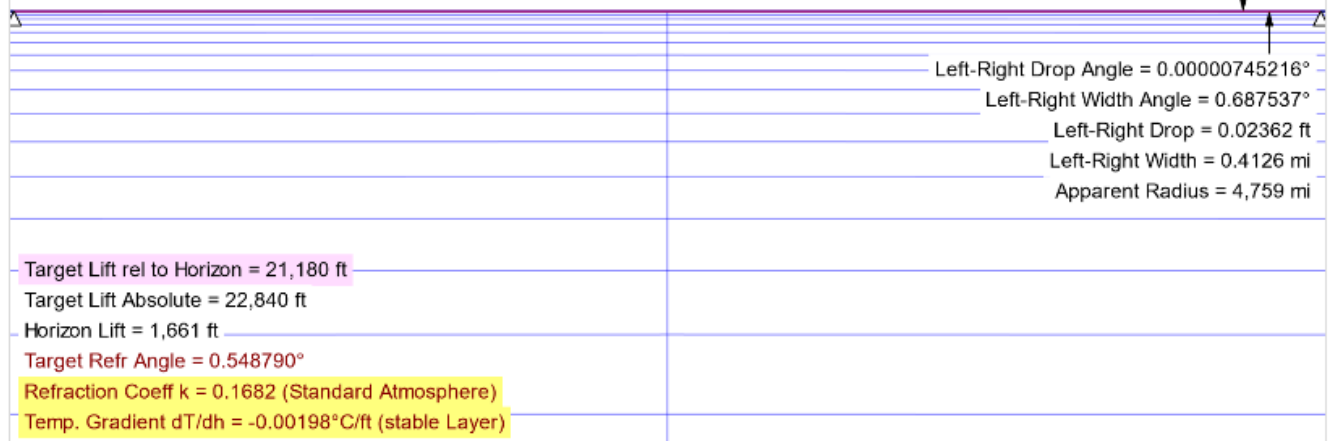 Left-Right Drop Angle = 0.00000745216°
Left-Right Width Angle = 0.687537°
Left-Right Drop = 0.02362 ft
Left-Right Width = 0.4126 mi
Apparent Radius = 4,759 mi
Target Lift rel to Horizon = 21,180 ft
Target Lift Absolute = 22,840 ft
Horizon Lift = 1,661 ft
Target Refr Angle = 0.548790°
Refraction Coeff k = 0.1682 (Standard Atmosphere)
Temp. Gradient dT/dh = -0.00198°C/ft (stable Layer)